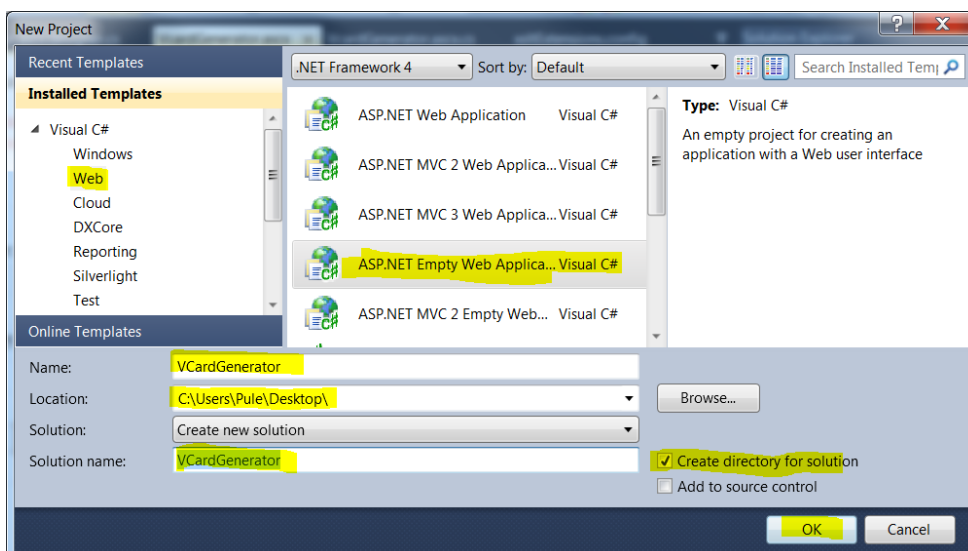 New Project
Recent Templates
Installed Templates
Visual C#
Windows
Web
Cloud
DXCore
Reporting
Silverlight
Test
Online Templates
.NET Framework 4
Sort by: Default
Search Installed Temp
ASP.NET Web Application Visual C#
ASP.NET MVC 2 Web Applica... Visual C#
ASP.NET MVC 3 Web Applica... Visual C#
ASP.NET Empty Web Applica... Visual C#
ASP.NET MVC 2 Empty Web... Visual C#
Type: Visual C#
An empty project for creating an
application with a Web user interface
Name: VCardGenerator
Location: C:\Users\Pule\Desktop\
Browse...
Solution: Create new solution
Solution name: VCardGenerator
Create directory for solution
Add to source control
OK Cancel